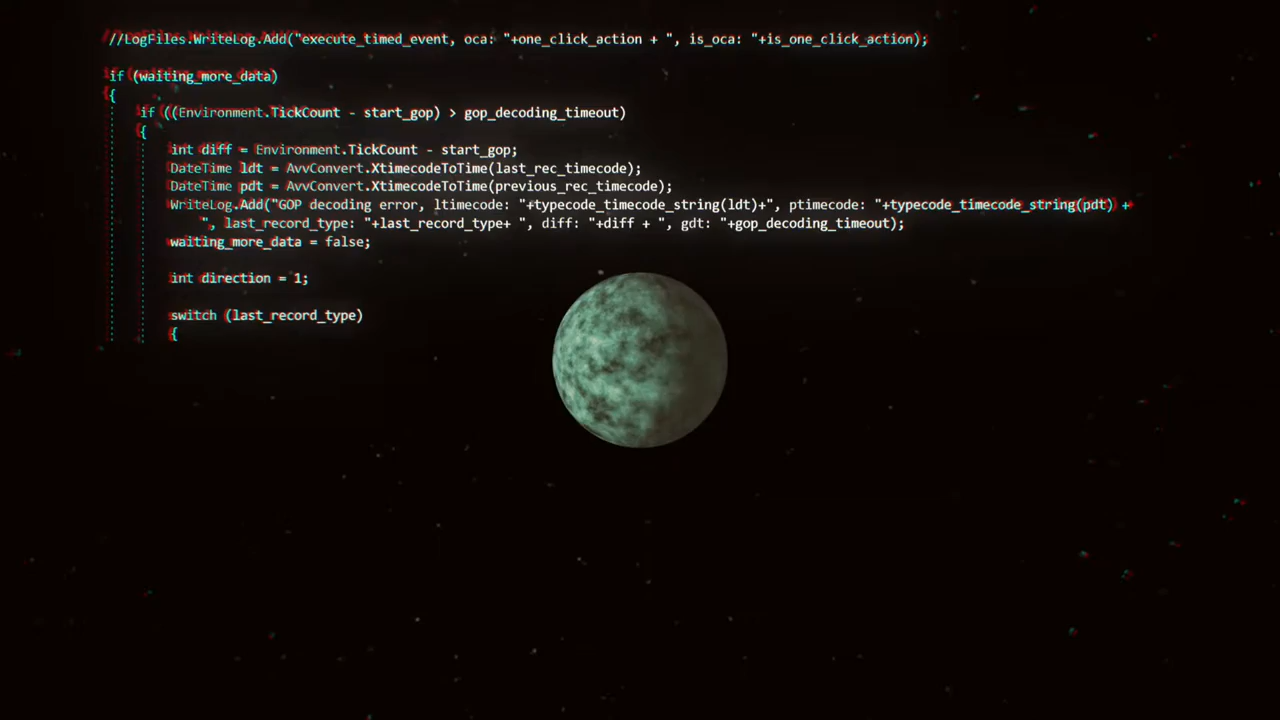 //LogFiles.WriteLog.Add("execute_timed_event, oca: "+one_click_action + ", is_oca: "+is_one_click_action);
if (waiting_more_data)
{
if ((Environment.TickCount - start_gop) > gop_decoding_timeout)
{
int diff = Environment.TickCount - start_gop;
DateTime ldt = AvvConvert.XtimecodeToTime(last_rec_timecode);
DateTime pdt = AvvConvert.XtimecodeToTime(previous_rec_timecode);
WriteLog.Add("GOP decoding error, ltimecode: "+typecode_timecode_string(ldt)+", ptimecode: "+typecode_timecode_string(pdt) +
", last_record_type: "+last_record_type+ ", diff: "+diff + ", gdt: "+gop_decoding_timeout);
waiting_more_data = false;
int direction = 1;
switch (last_record_type)
{